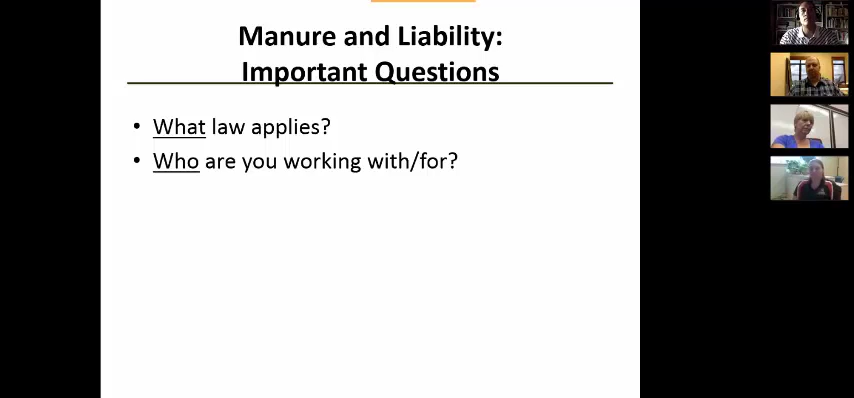 Manure and Liability:
Important Questions
• What law applies?
• Who are you working with/for?